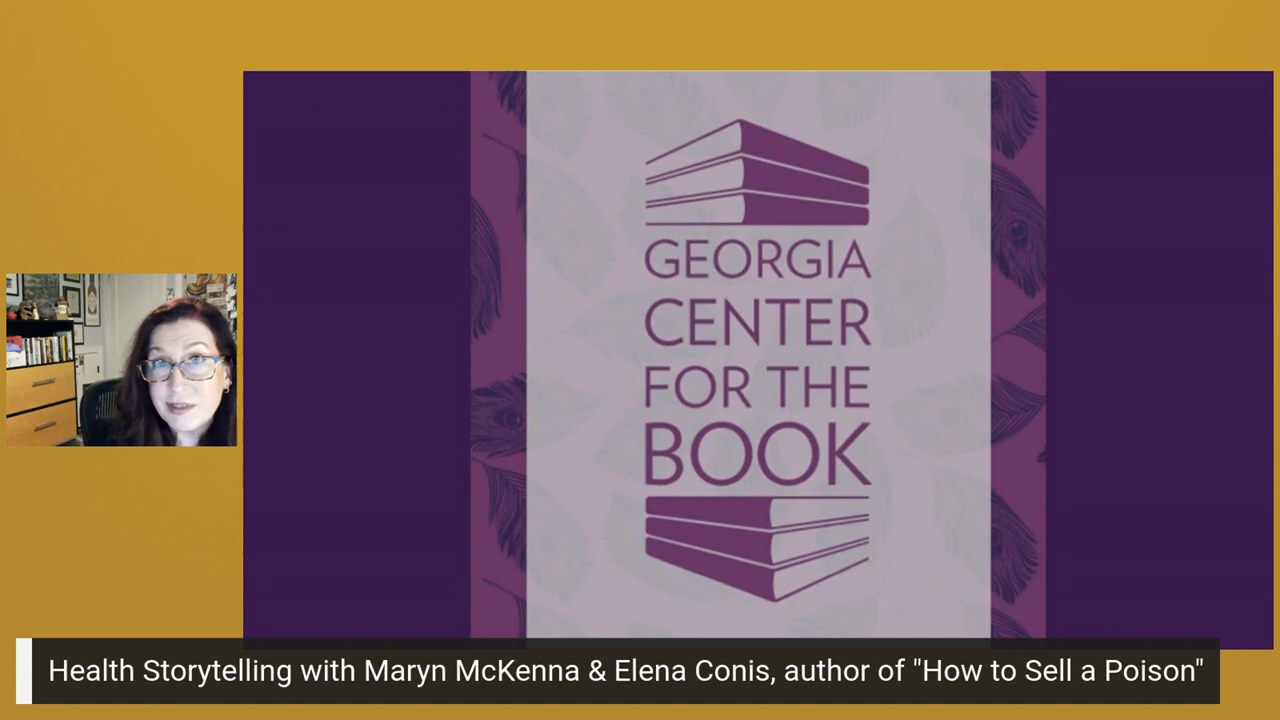 GEORGIA
CENTER
FOR THE
BOOK
Health Storytelling with Maryn McKenna & Elena Conis, author of "How to Sell a Poison"